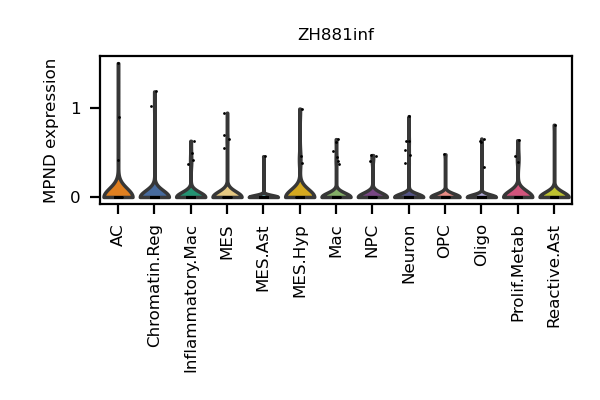 ZH881inf
MPND expression
1
0
AC
Chromatin.Reg
Inflammatory.Mac
MES
MES.Ast
MES.Hyp
Mac
NPC
Neuron
OPC
Oligo
Prolif.Metab
Reactive.Ast